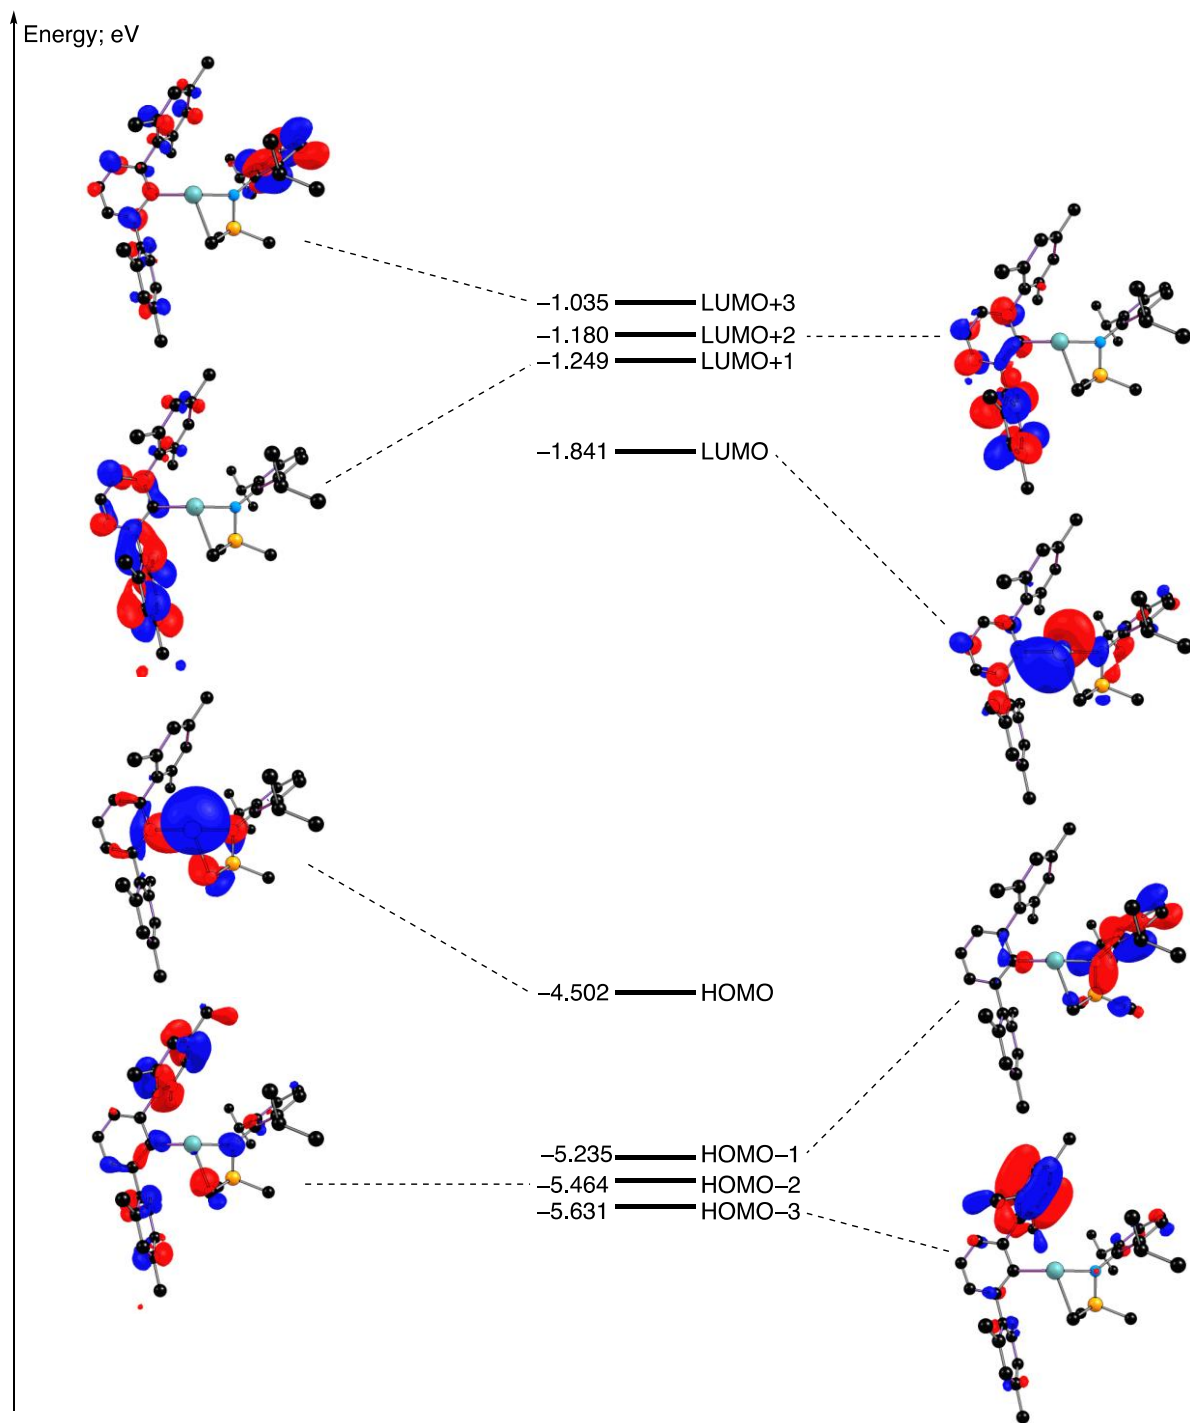 Energy; eV
−1.035 LUMO+3
−1.180 LUMO+2
−1.249 LUMO+1
−1.841 LUMO
−4.502 HOMO
−5.235 HOMO−1
−5.464 HOMO−2
−5.631 HOMO−3